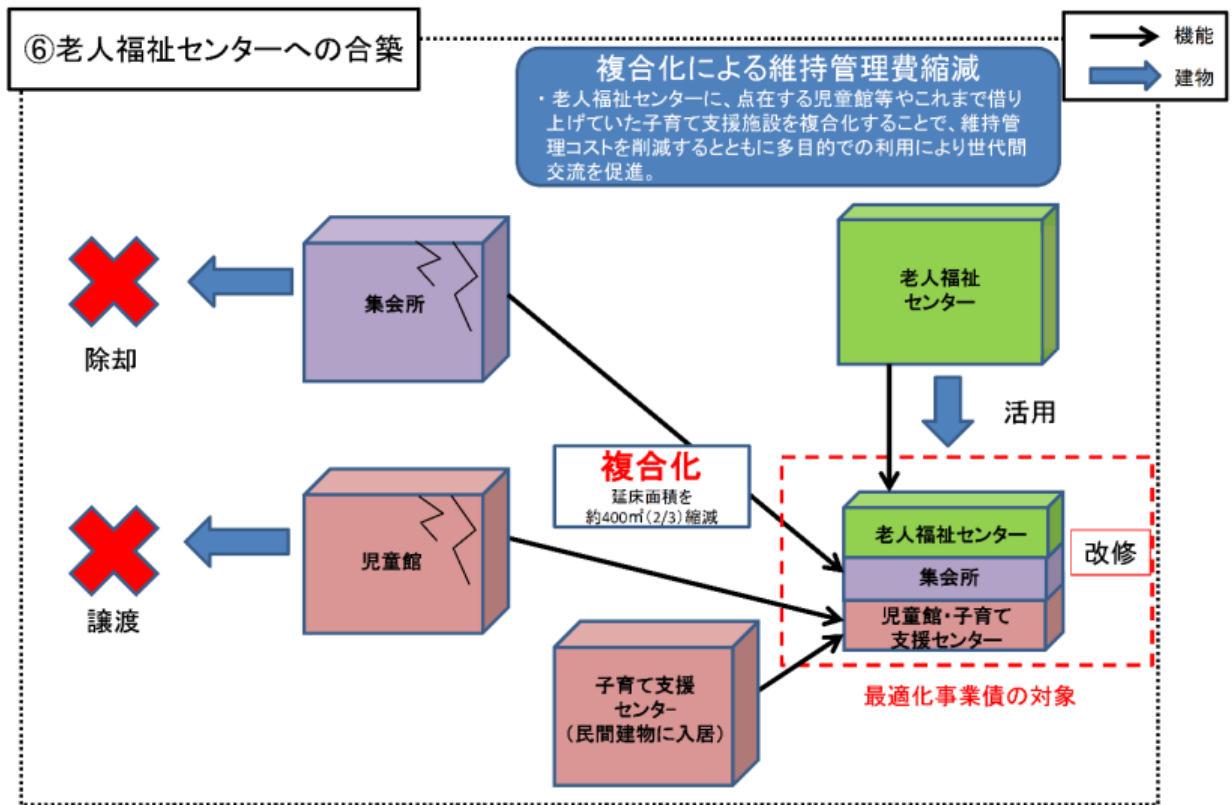 ⑥老人福祉センターへの合築
機能
建物
複合化による維持管理費縮減
・老人福祉センターに、点在する児童館等やこれまで借り
上げていた子育て支援施設を複合化することで、維持管
理コストを削減するとともに多目的での利用により世代間
交流を促進。
除却
集会所
老人福祉
センター
活用
複合化
延床面積を
約400㎡(2/3)縮減
譲渡
児童館
老人福祉センター
集会所
児童館・子育て
支援センター
改修
子育て支援
センター
(民間建物に入居)
最適化事業債の対象